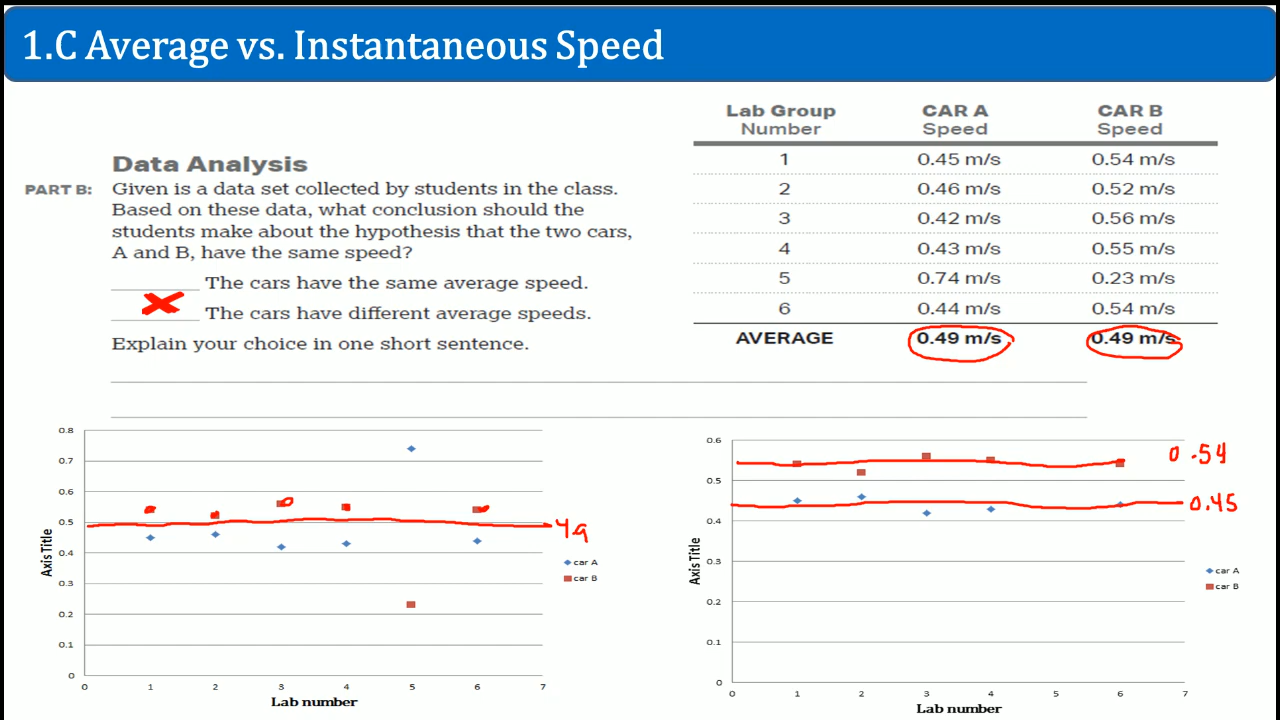 1.C Average vs. Instantaneous Speed
Data Analysis
PART B: Given is a data set collected by students in the class.
Based on these data, what conclusion should the
students make about the hypothesis that the two cars,
A and B, have the same speed?
The cars have the same average speed.
The cars have different average speeds.
Explain your choice in one short sentence.
Lab Group Number CAR A Speed CAR B Speed
1 0.45 m/s 0.54 m/s
2 0.46 m/s 0.52 m/s
3 0.42 m/s 0.56 m/s
4 0.43 m/s 0.55 m/s
5 0.74 m/s 0.23 m/s
6 0.44 m/s 0.54 m/s
AVERAGE 0.49 m/s 0.49 m/s
0.8
0.7
0.6
0.5
0.4
0.3
0.2
0.1
0
Axis Title
0 1 2 3 4 5 6 7
Lab number
car A
car B
49
0.6
0.5
0.4
0.3
0.2
0.1
0
Axis Title
0 1 2 3 4 5 6 7
Lab number
0.54
0.45
car A
car B